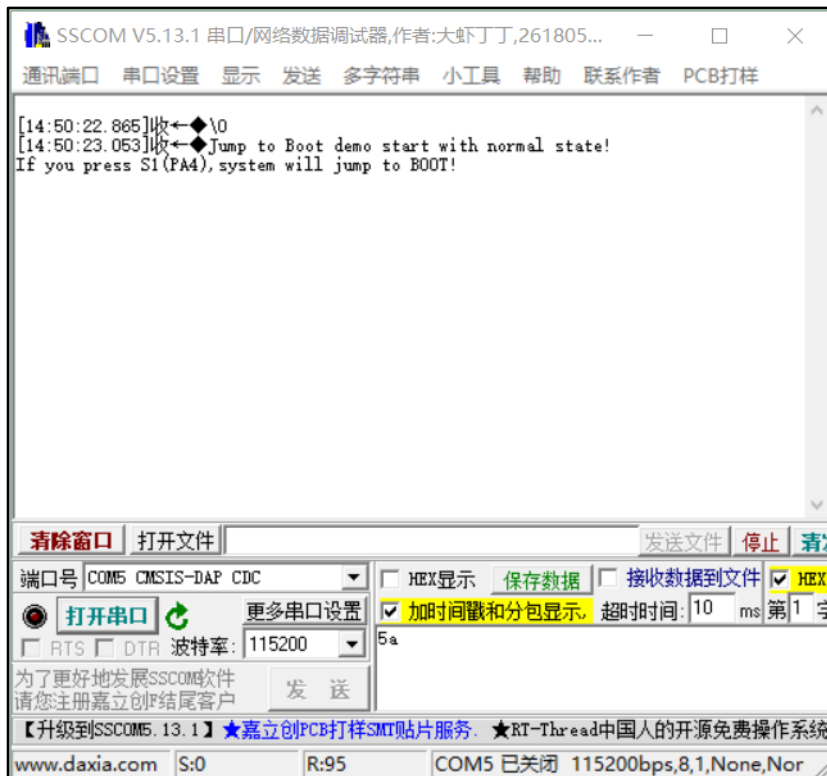 SSCOM V5.13.1 串口/网络数据调试器,作者:大虾丁丁,261805...
通讯端口 串口设置 显示 发送 多字符串 小工具 帮助 联系作者 PCB打样
[14:50:22.865]收←◆\0
[14:50:23.053]收←◆Jump to Boot demo start with normal state!
If you press S1(PA4),system will jump to BOOT!
清除窗口 打开文件 发送文件 停止 清
端口号 COM5 CMSIS-DAP CDC HEX显示 保存数据 接收数据到文件 HEX
打开串口 更多串口设置 加时间戳和分包显示, 超时时间: 10 ms 第 1 字
RTS DTR 波特率: 115200 5a
为了更好地发展SSCOM软件
请您注册嘉立创F结尾客户 发 送
【升级到SSCOM5.13.1】★嘉立创PCB打样SMT贴片服务. ★RT-Thread中国人的开源免费操作系统
www.daxia.com S:0 R:95 COM5 已关闭 115200bps,8,1,None,Nor